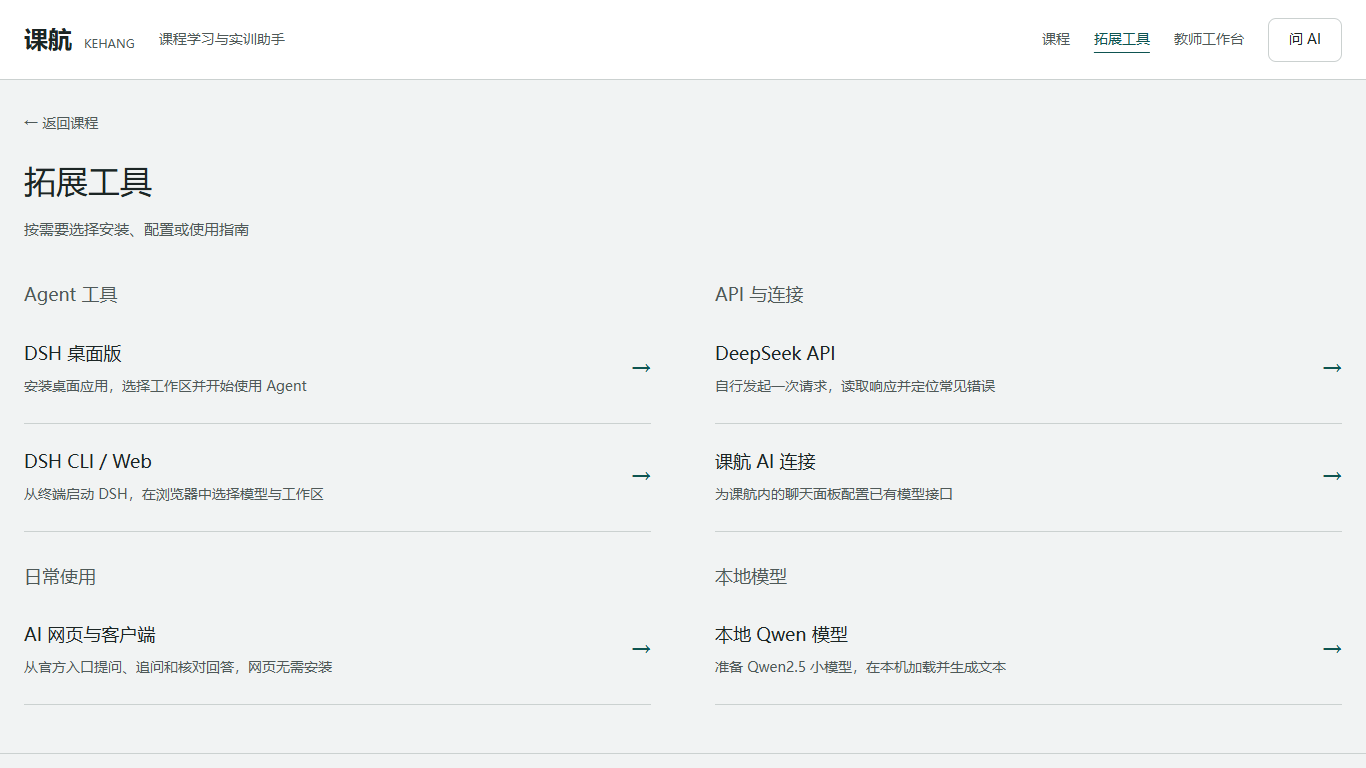 课航 KEHANG 课程学习与实训助手 课程 拓展工具 教师工作台 问 AI
← 返回课程
拓展工具
按需要选择安装、配置或使用指南
Agent 工具
DSH 桌面版
安装桌面应用，选择工作区并开始使用 Agent
→
DSH CLI / Web
从终端启动 DSH，在浏览器中选择模型与工作区
→
API 与连接
DeepSeek API
自行发起一次请求，读取响应并定位常见错误
→
课航 AI 连接
为课航内的聊天面板配置已有模型接口
→
日常使用
AI 网页与客户端
从官方入口提问、追问和核对回答，网页无需安装
→
本地模型
本地 Qwen 模型
准备 Qwen2.5 小模型，在本机加载并生成文本
→